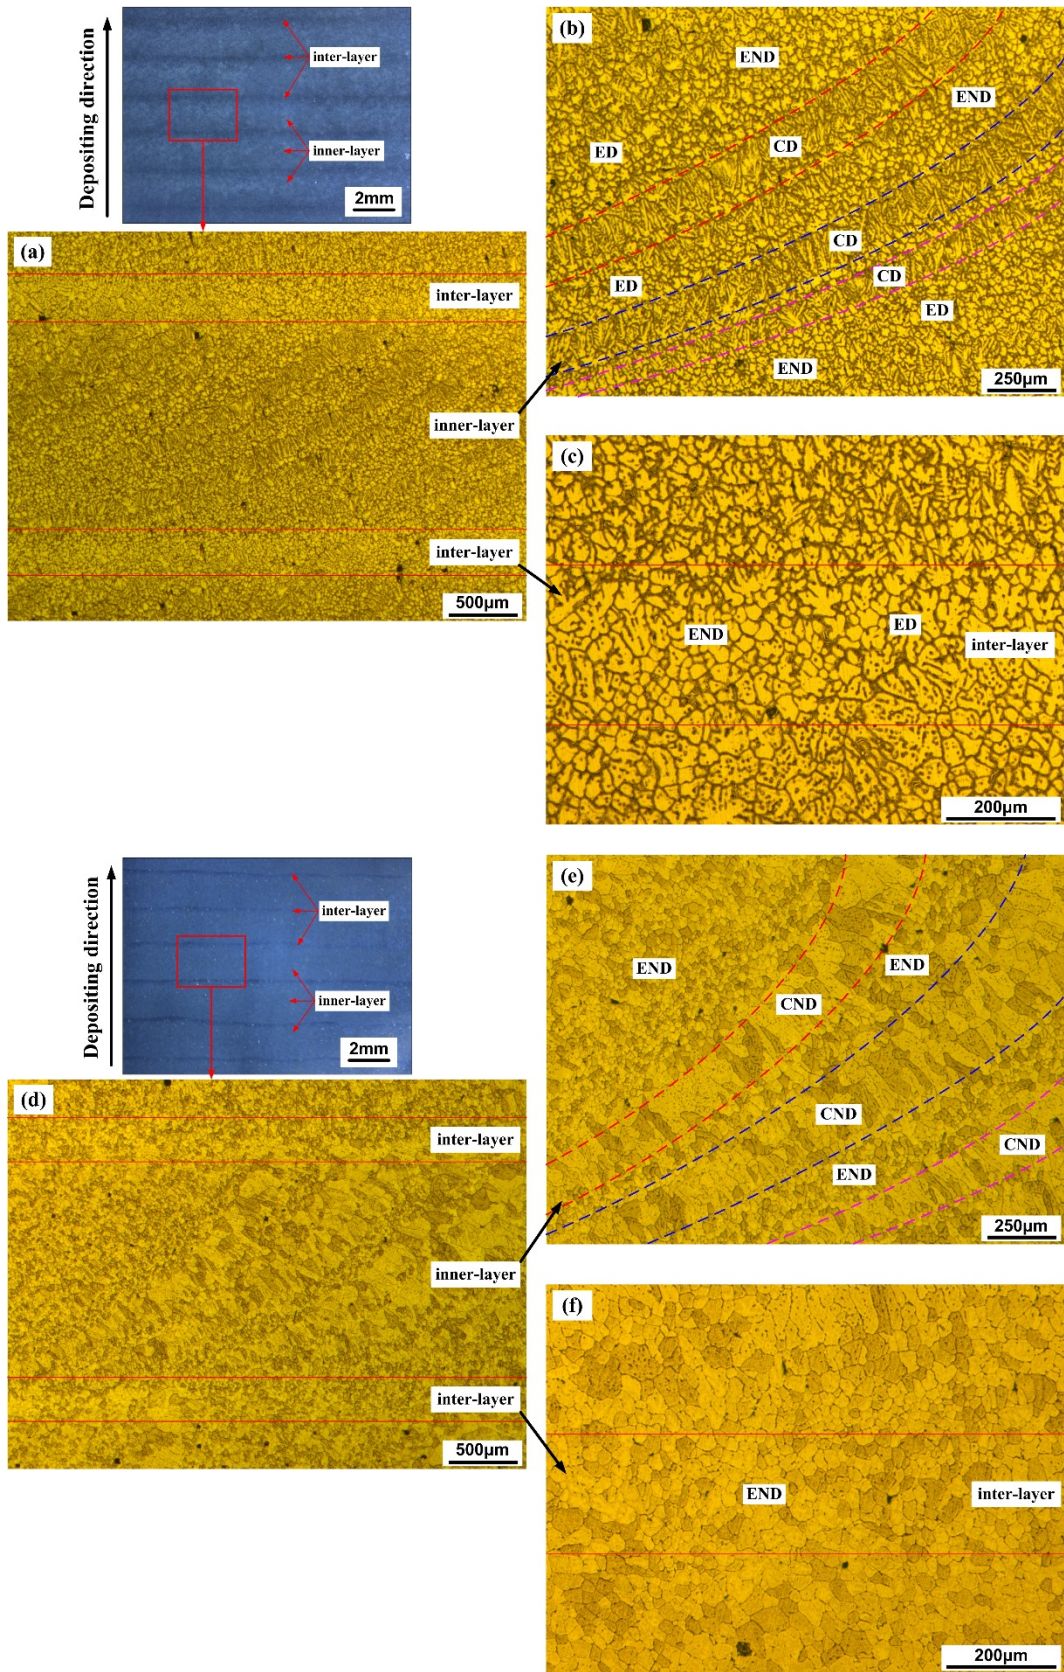 Depositing direction
inter-layer
inner-layer
2mm
(a)
inter-layer
inner-layer
inter-layer
500μm
(b)
END
END
ED
CD
CD
ED
CD
ED
END
250μm
(c)
END
ED
inter-layer
200μm
Depositing direction
inter-layer
inner-layer
2mm
(d)
inter-layer
inner-layer
inter-layer
500μm
(e)
END
END
CND
CND
CND
END
250μm
(f)
END
inter-layer
200μm